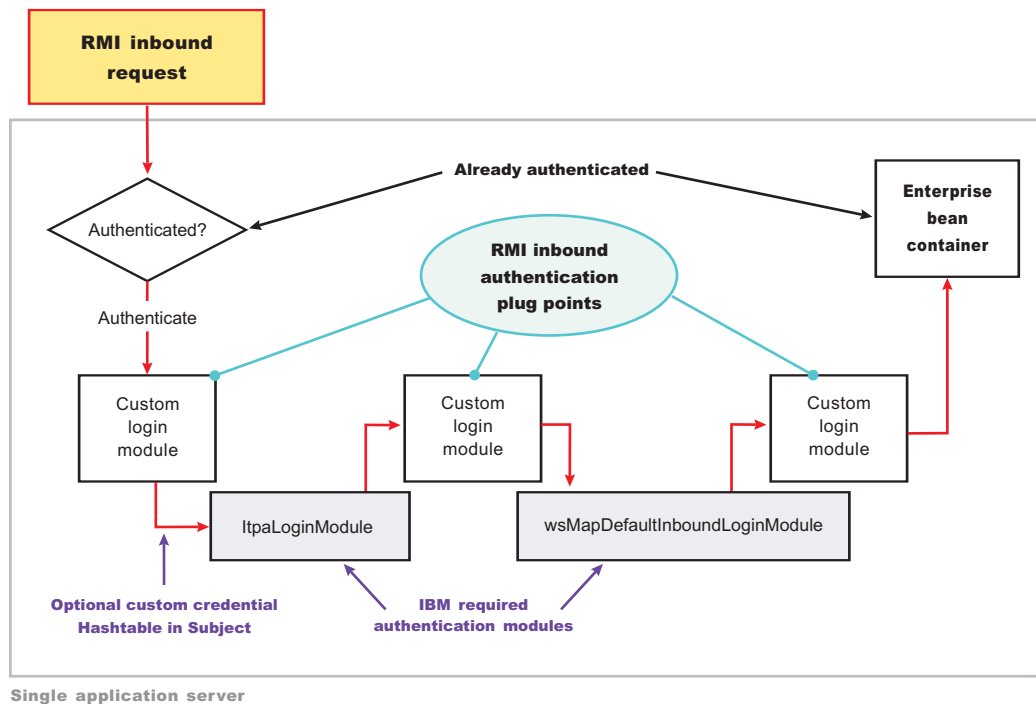 RMI inbound
request
Already authenticated
Enterprise
bean
container
Authenticated?
RMI inbound
authentication
plug points
Authenticate
Custom
login
module
Custom
login
module
Custom
login
module
ltpaLoginModule
wsMapDefaultInboundLoginModule
Optional custom credential
Hashtable in Subject
IBM required
authentication modules
Single application server